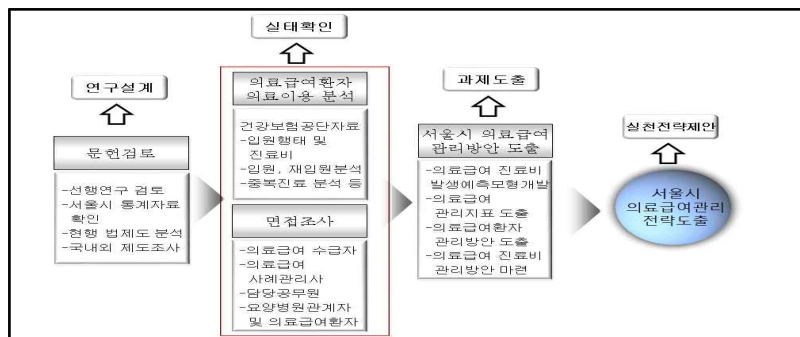 실태확인
연구설계
문헌검토
-선행연구 검토
-서울시 통계자료
확인
-현행 법제도 분석
-국내외 제도조사
의료급여환자
의료이용 분석
건강보험공단자료
-입원행태 및
진료비
-입원, 재입원분석
-중복진료 분석 등
면접조사
-의료급여 수급자
-의료급여
사례관리사
-담당공무원
-요양병원관계자
및 의료급여환자
과제도출
서울시 의료급여
관리방안 도출
-의료급여 진료비
발생예측모형개발
-의료급여
관리지표 도출
-의료급여환자
관리방안 도출
-의료급여 진료비
관리방안 마련
실천전략제안
서울시
의료급여관리
전략도출